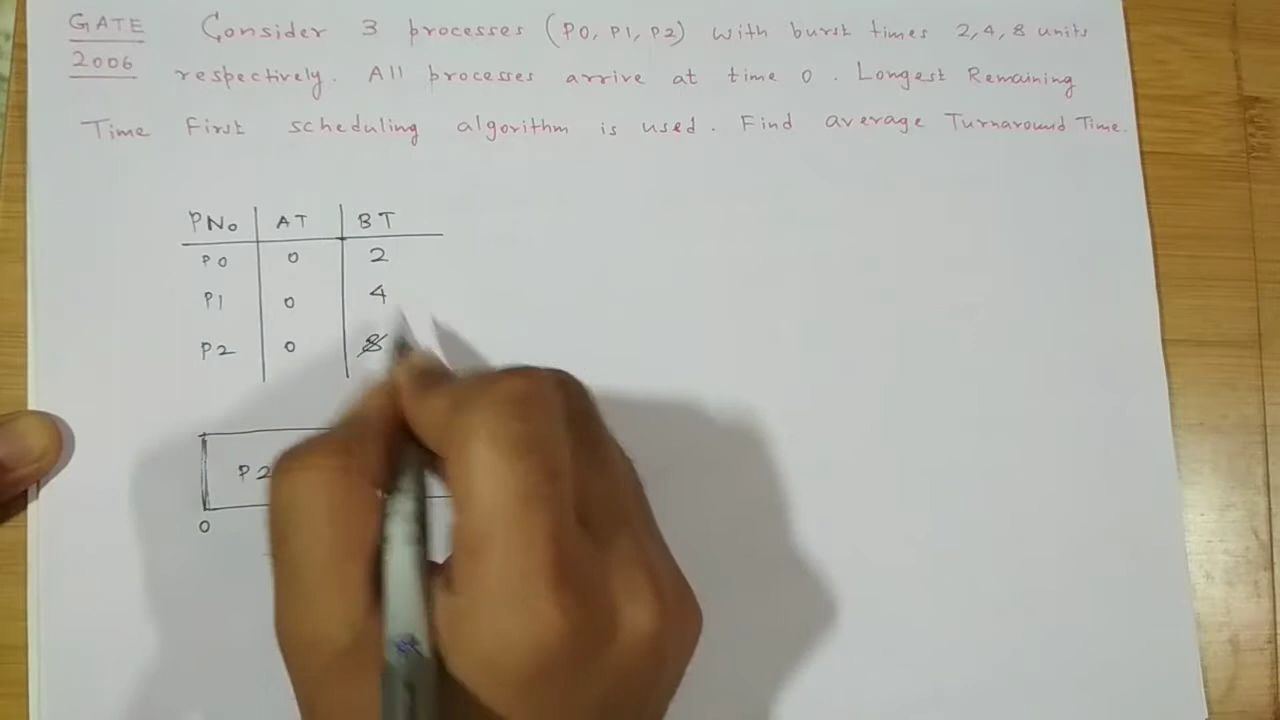 GATE Consider 3 processes (P0, P1, P2) with burst times 2, 4, 8 units
2006 respectively. All processes arrive at time 0. Longest Remaining
Time First scheduling algorithm is used. Find average Turnaround Time.
PNo AT BT
P0 0 2
P1 0 4
P2 0 8
P2
0